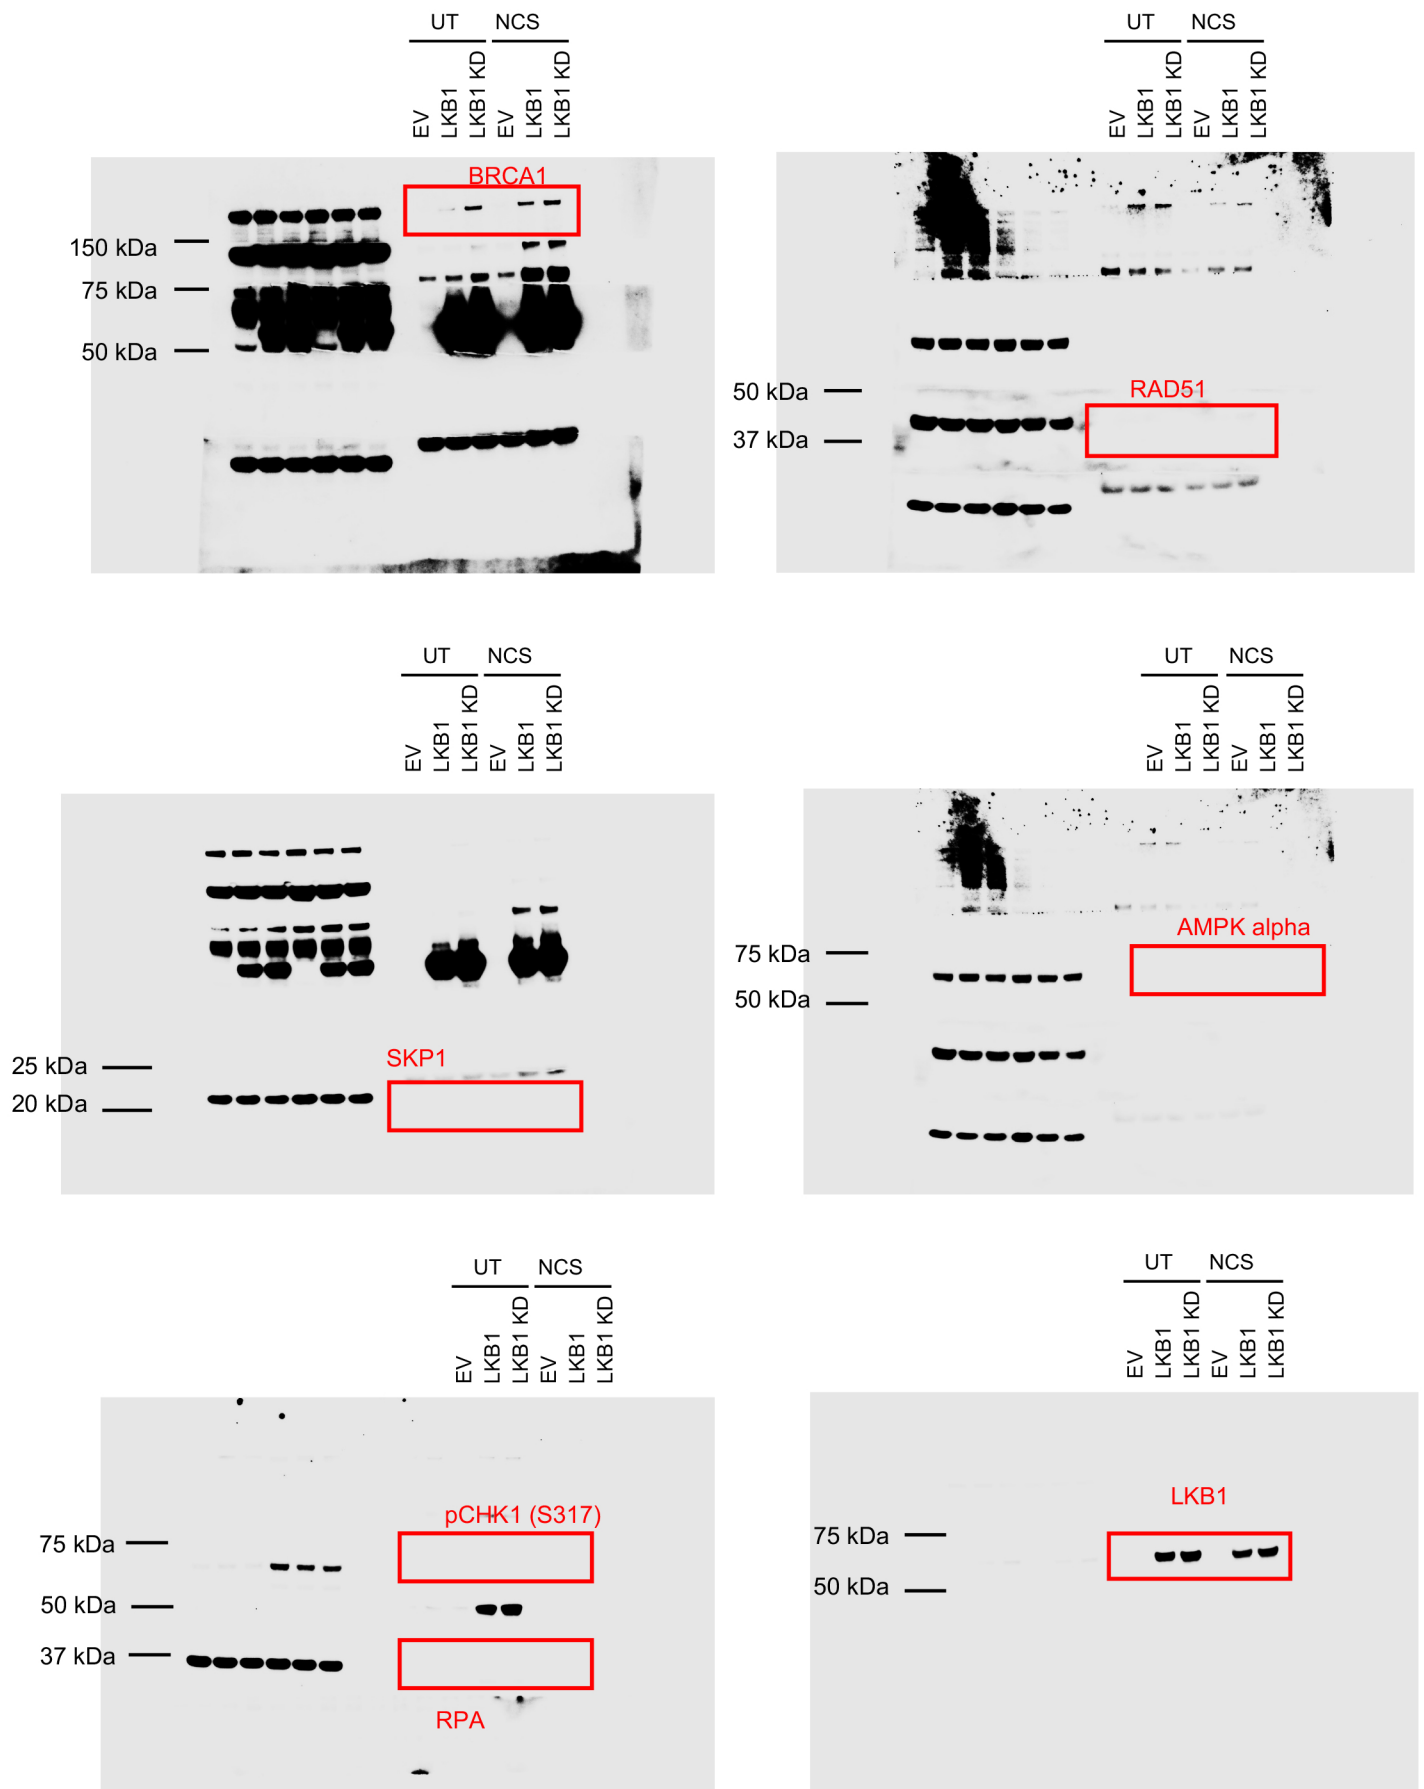 UT NCS
EV LKB1 LKB1 KD EV LKB1 LKB1 KD
BRCA1
150 kDa
75 kDa
50 kDa
UT NCS
EV LKB1 LKB1 KD EV LKB1 LKB1 KD
50 kDa
RAD51
37 kDa
UT NCS
EV LKB1 LKB1 KD EV LKB1 LKB1 KD
SKP1
25 kDa
20 kDa
UT NCS
EV LKB1 LKB1 KD EV LKB1 LKB1 KD
AMPK alpha
75 kDa
50 kDa
UT NCS
EV LKB1 LKB1 KD EV LKB1 LKB1 KD
pCHK1 (S317)
75 kDa
50 kDa
37 kDa
RPA
UT NCS
EV LKB1 LKB1 KD EV LKB1 LKB1 KD
LKB1
75 kDa
50 kDa